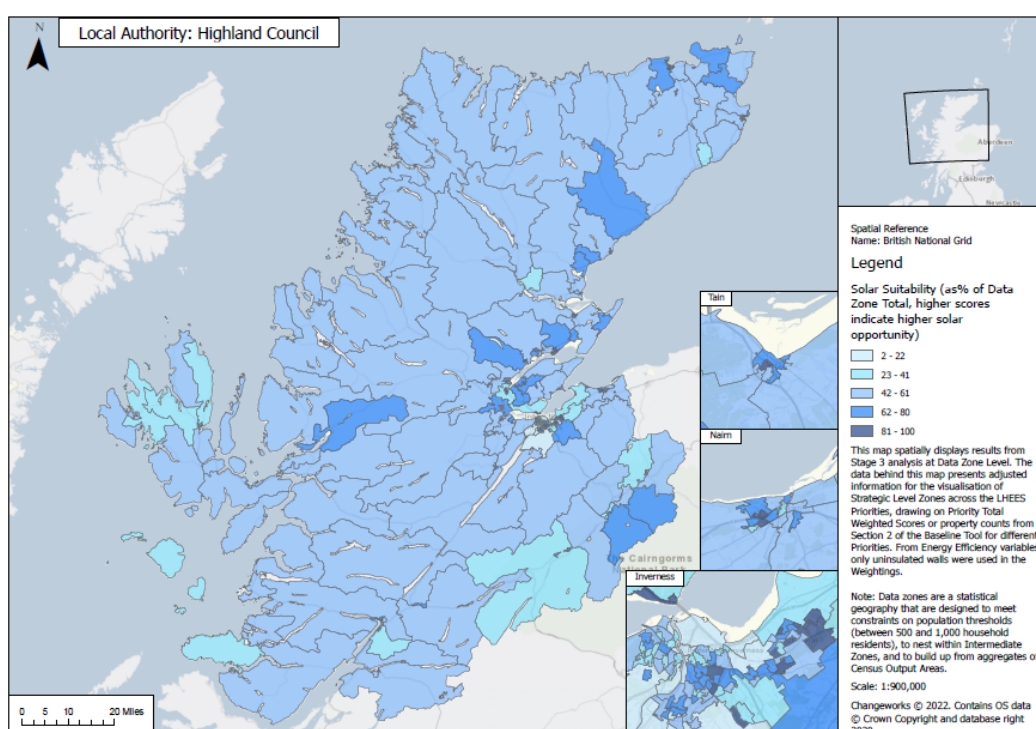 N
Local Authority: Highland Council
Aberdeen
Edinburgh
Newcastle
Spatial Reference
Name: British National Grid
Legend
Solar Suitability (as% of Data
Zone Total, higher scores
indicate higher solar
opportunity)
2 - 22
23 - 41
42 - 61
62 - 80
81 - 100
This map spatially displays results from
Stage 3 analysis at Data Zone Level. The
data behind this map presents adjusted
information for the visualisation of
Strategic Level Zones across the LHEES
Priorities, drawing on Priority Total
Weighted Scores or property counts from
Section 2 of the Baseline Tool for different
Priorities. From Energy Efficiency variables
only uninsulated walls were used in the
Weightings.
Note: Data zones are a statistical
geography that are designed to meet
constraints on population thresholds
(between 500 and 1,000 household
residents), to nest within Intermediate
Zones, and to build up from aggregates of
Census Output Areas.
Scale: 1:900,000
Changeworks © 2022. Contains OS data
© Crown Copyright and database right
Tain
Nairn
Inverness
Cairngorms
National Park
0 5 10 20 Miles